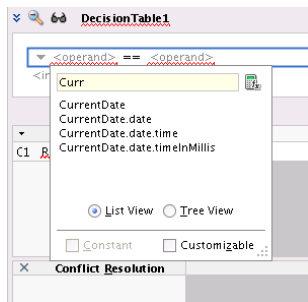 DecisionTable1
<operand> == <operand>
<in
Curr
CurrentDate
CurrentDate.date
CurrentDate.date.time
CurrentDate.date.timeInMillis
C1
List View Tree View
Constant Customizable
Conflict Resolution